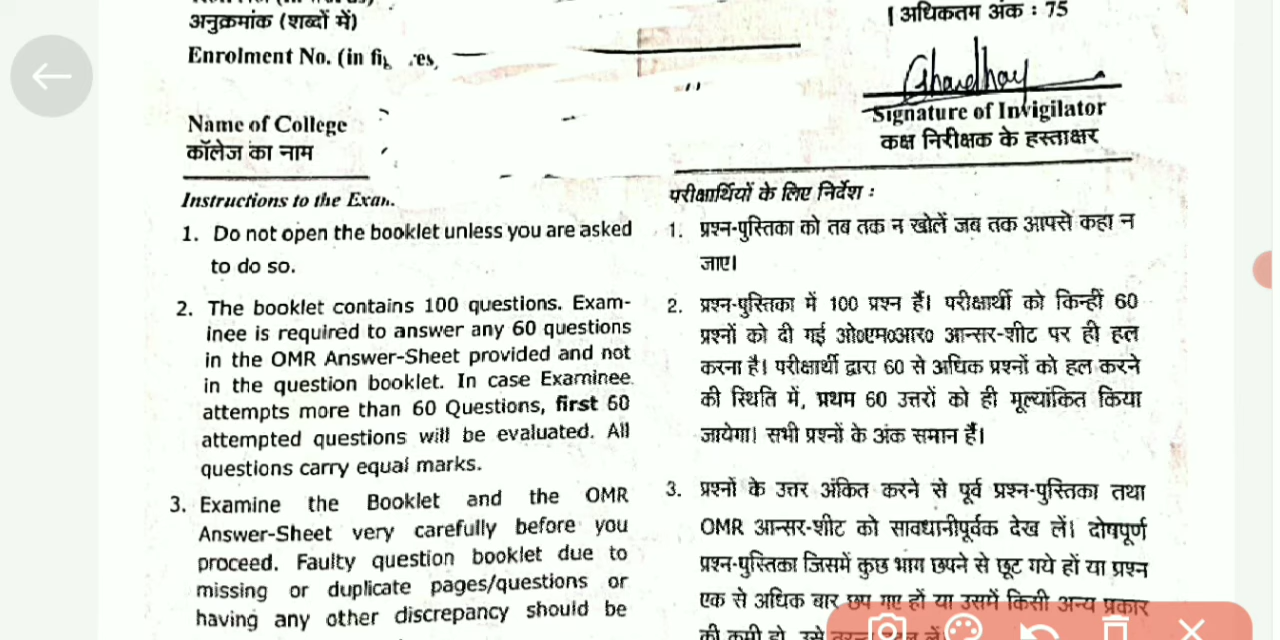 अनुक्रमांक (शब्दों में)
| अधिकतम अंक : 75
Enrolment No. (in
Signature of Invigilator
कक्ष निरीक्षक के हस्ताक्षर
Name of College
कॉलेज का नाम
Instructions to the
1. Do not open the booklet unless you are asked
to do so.
2. The booklet contains 100 questions. Exam-
inee is required to answer any 60 questions
in the OMR Answer-Sheet provided and not
in the question booklet. In case Examinee
attempts more than 60 Questions, first 60
attempted questions will be evaluated. All
questions carry equal marks.
3. Examine the Booklet and the OMR
Answer-Sheet very carefully before you
proceed. Faulty question booklet due to
missing or duplicate pages/questions or
having any other discrepancy should be
परीक्षार्थियों के लिए निर्देश :
1. प्रश्न-पुस्तिका को तब तक न खोलें जब तक आपसे कहा न
जाए।
2. प्रश्न-पुस्तिका में 100 प्रश्न हैं। परीक्षार्थी को किन्हीं 60
प्रश्नों को दी गई ओ०एम०आर० आन्सर-शीट पर ही हल
करना है। परीक्षार्थी द्वारा 60 से अधिक प्रश्नों को हल करने
की स्थिति में, प्रथम 60 उत्तरों को ही मूल्यांकित किया
जायेगा। सभी प्रश्नों के अंक समान हैं।
3. प्रश्नों के उत्तर अंकित करने से पूर्व प्रश्न-पुस्तिका तथा
OMR आन्सर-शीट को सावधानीपूर्वक देख लें। दोषपूर्ण
प्रश्न-पुस्तिका जिसमें कुछ भाग छपने से छूट गये हों या प्रश्न
एक से अधिक बार छप गए हों या उसमें किसी अन्य प्रकार
की कमी हो, उसे